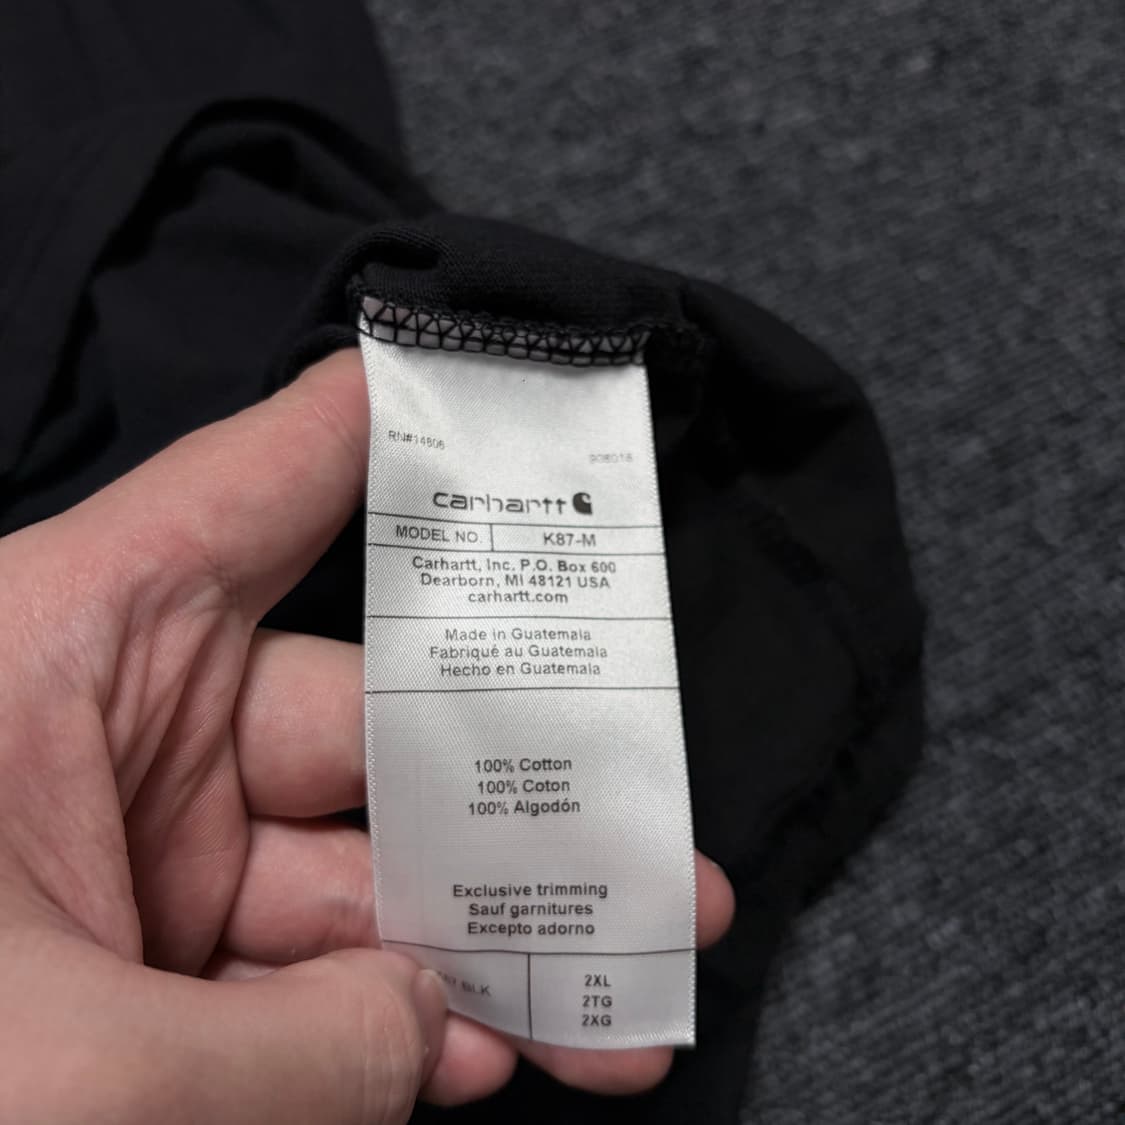 RN#14806
carhartt
MODEL NO. K87-M
Carhartt, Inc. P.O. Box 600
Dearborn, MI 48121 USA
carhartt.com
Made in Guatemala
Fabriqué au Guatemala
Hecho en Guatemala
100% Cotton
100% Coton
100% Algodón
Exclusive trimming
Sauf garnitures
Excepto adorno
BLK 2XL
2TG
2XG